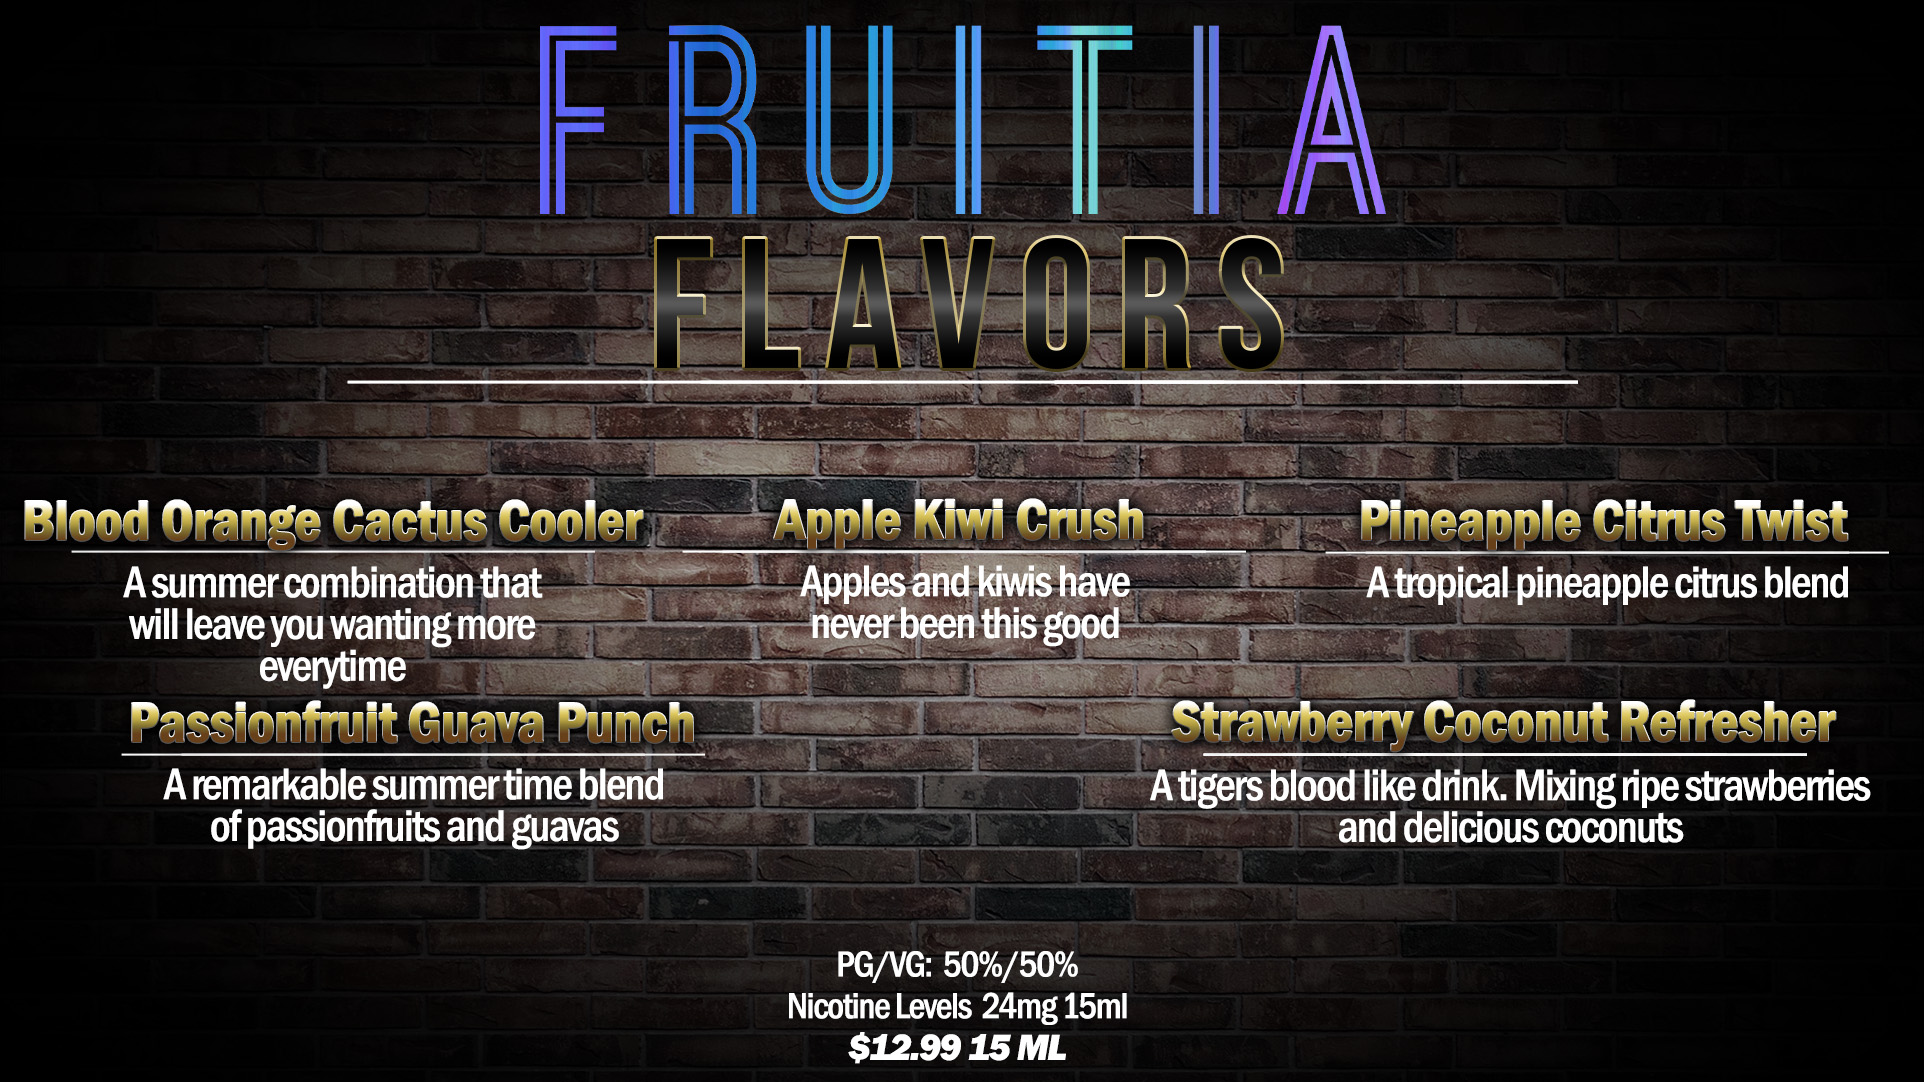 FRUITIA
FLAVORS
Blood Orange Cactus Cooler
A summer combination that
will leave you wanting more
everytime
Apple Kiwi Crush
Apples and kiwis have
never been this good
Pineapple Citrus Twist
A tropical pineapple citrus blend
Passionfruit Guava Punch
A remarkable summer time blend
of passionfruits and guavas
Strawberry Coconut Refresher
A tigers blood like drink. Mixing ripe strawberries
and delicious coconuts
PG/VG: 50%/50%
Nicotine Levels 24mg 15ml
$12.99 15 ML